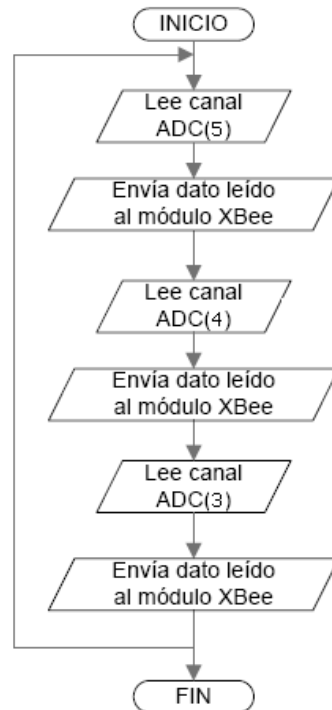 INICIO
Lee canal
ADC(5)
Envía dato leído
al módulo XBee
Lee canal
ADC(4)
Envía dato leído
al módulo XBee
Lee canal
ADC(3)
Envía dato leído
al módulo XBee
FIN